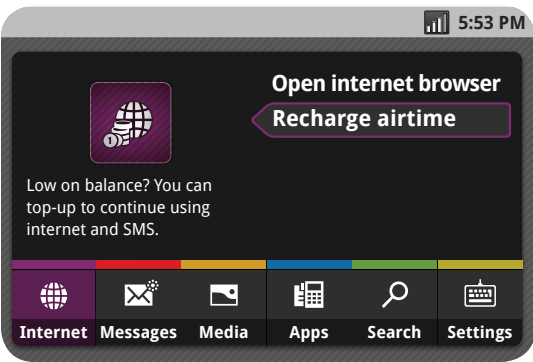 5:53 PM
Open internet browser
Recharge airtime
1
Low on balance? You can
top-up to continue using
internet and SMS.
Internet Messages Media Apps Search Settings